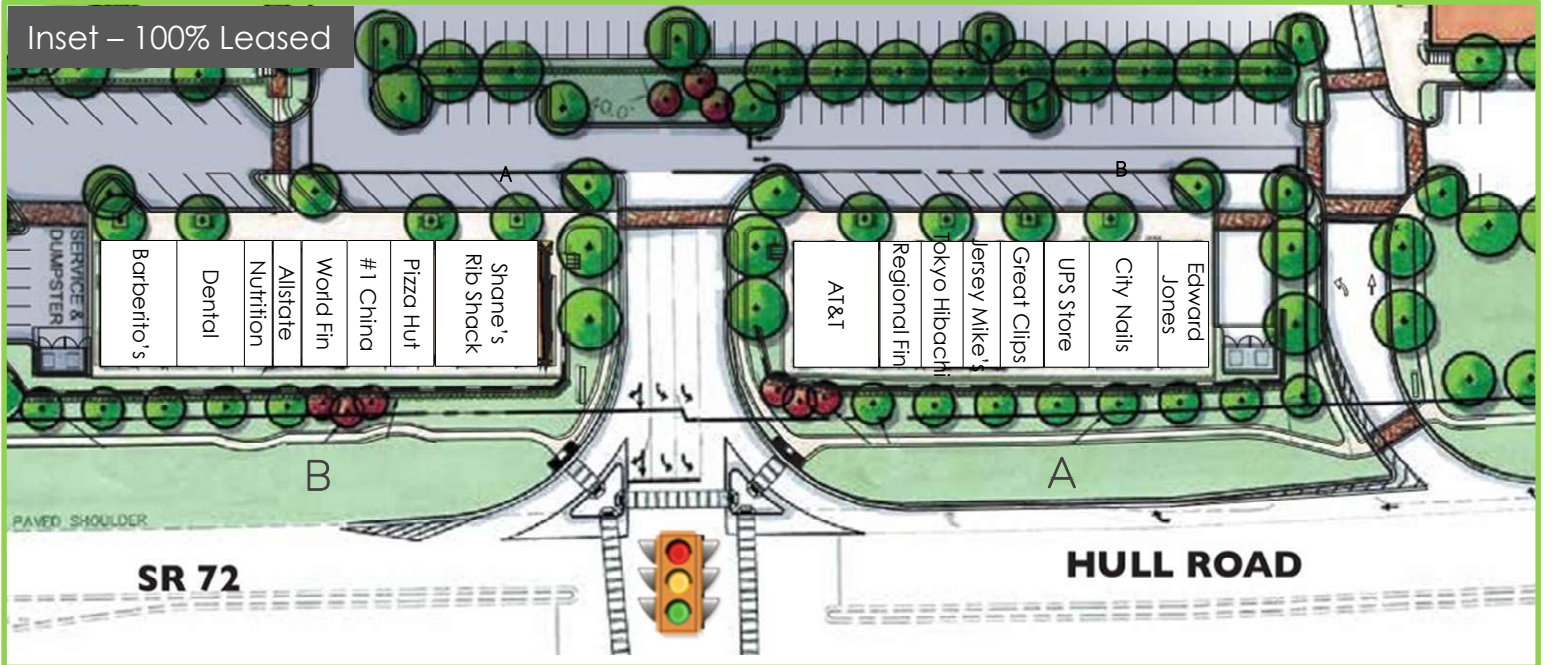 Inset – 100% Leased
40.0'
A
B
SERVICE &
DUMPSTER
Barberito's
Dental
Nutrition
Allstate
World Fin
#1 China
Pizza Hut
Shane's
Rib Shack
AT&T
Regional Fin
Tokyo Hibachi
Jersey Mike's
Great Clips
UPS Store
City Nails
Edward
Jones
B
A
PAVED SHOULDER
SR 72
HULL ROAD